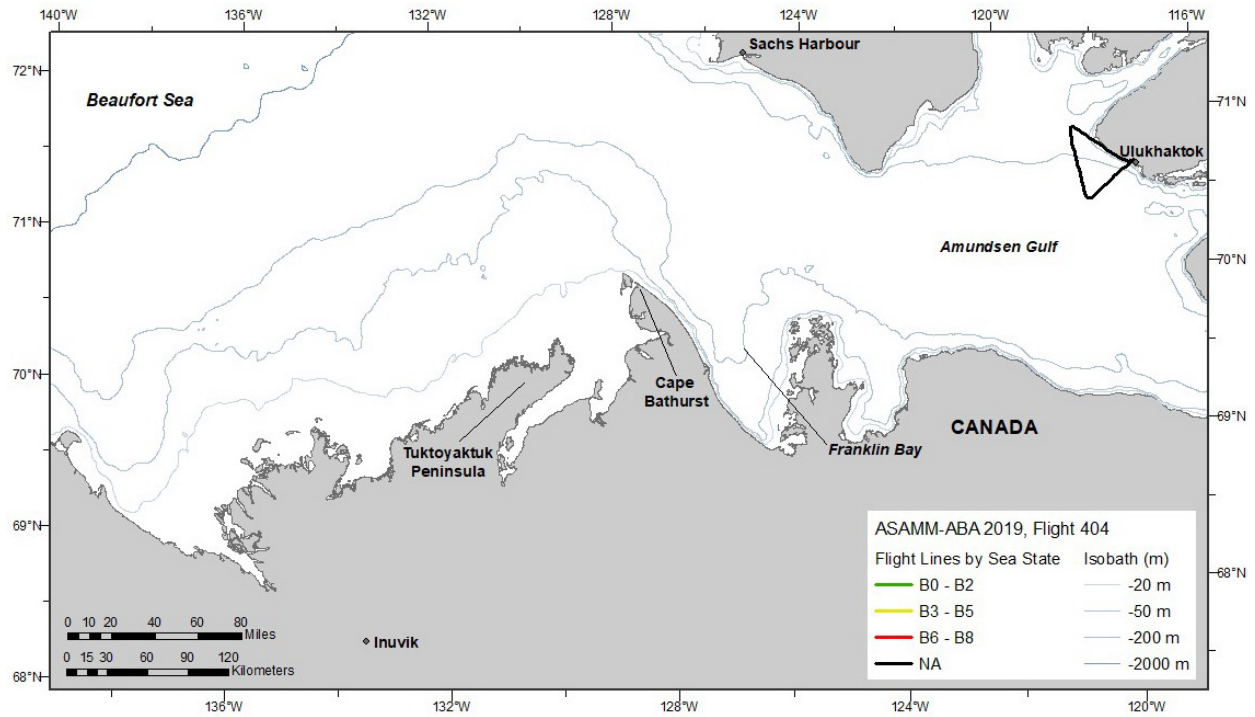 140°W 136°W 132°W 128°W 124°W 120°W 116°W
Sachs Harbour
72°N
Beaufort Sea
71°N
Ulukhaktok
71°N
Amundsen Gulf
70°N
70°N
Cape
Bathurst
69°N
CANADA
Tuktoyaktuk
Peninsula
Franklin Bay
69°N
ASAMM-ABA 2019, Flight 404
Flight Lines by Sea State Isobath (m)
B0 - B2 -20 m
B3 - B5 -50 m
B6 - B8 -200 m
NA -2000 m
68°N
0 10 20 40 60 80
Miles
0 15 30 60 90 120
Kilometers
Inuvik
68°N
136°W 132°W 128°W 124°W 120°W